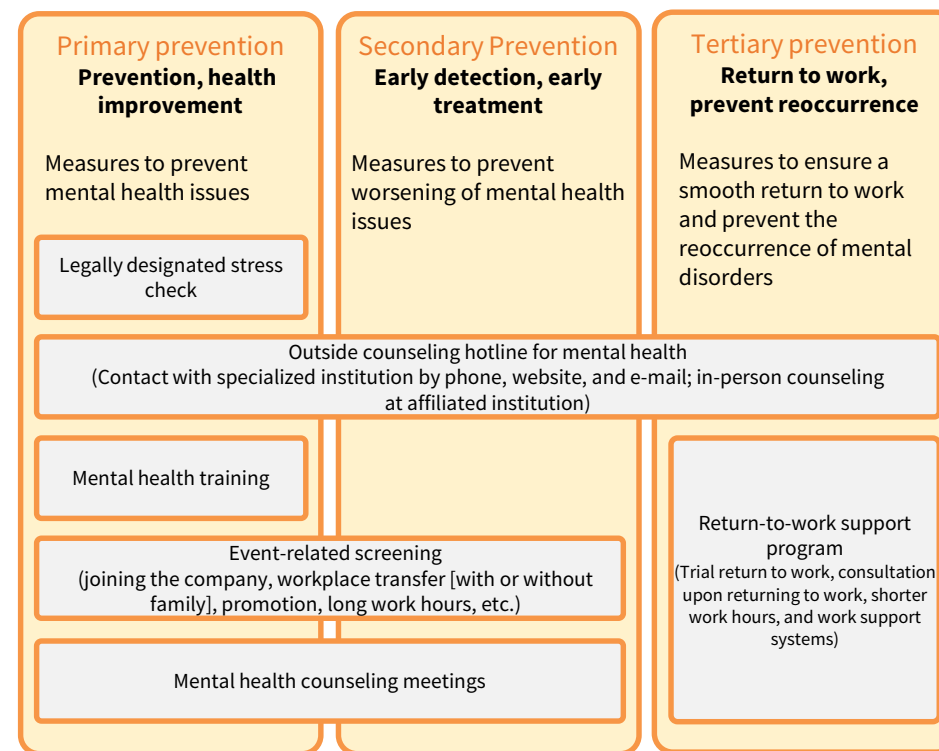 Primary prevention
Prevention, health
improvement
Measures to prevent
mental health issues
Secondary Prevention
Early detection, early
treatment
Measures to prevent
worsening of mental health
issues
Tertiary prevention
Return to work,
prevent reoccurrence
Measures to ensure a
smooth return to work
and prevent the
reoccurrence of mental
disorders
Legally designated stress
check
Outside counseling hotline for mental health
(Contact with specialized institution by phone, website, and e-mail; in-person counseling
at affiliated institution)
Mental health training
Event-related screening
(joining the company, workplace transfer [with or without
family], promotion, long work hours, etc.)
Mental health counseling meetings
Return-to-work support
program
(Trial return to work, consultation
upon returning to work, shorter
work hours, and work support
systems)